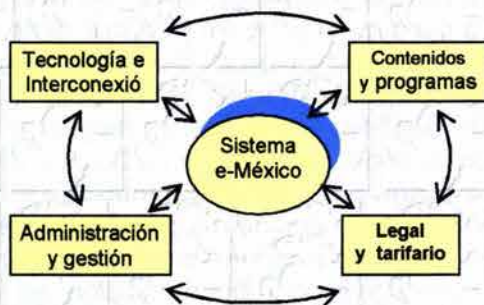 Tecnología e
Interconexió
Contenidos
y programas
Sistema
e-México
Administración
y gestión
Legal
y tarifario